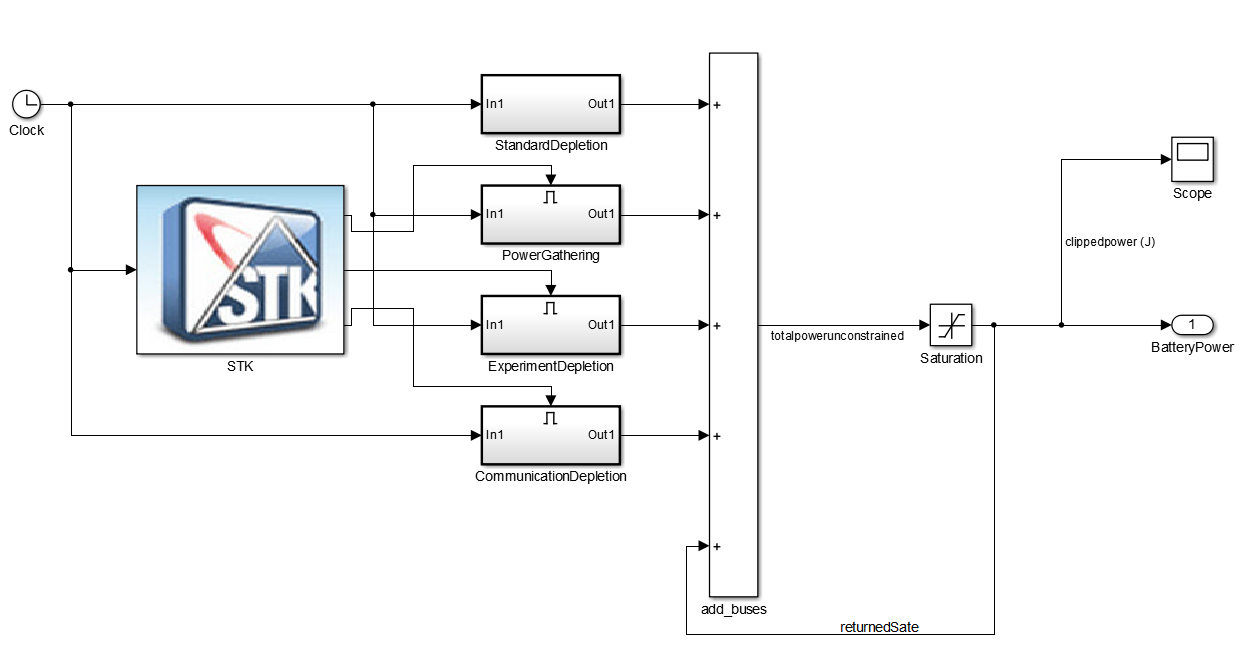 Clock
In1
Out1
+
StandardDepletion
In1
Out1
+
PowerGathering
STK
STK
In1
Out1
+
ExperimentDepletion
In1
Out1
+
CommunicationDepletion
+
add_buses
totalpowerunconstrained
Saturation
returnedSate
clippedpower (J)
Scope
1
BatteryPower